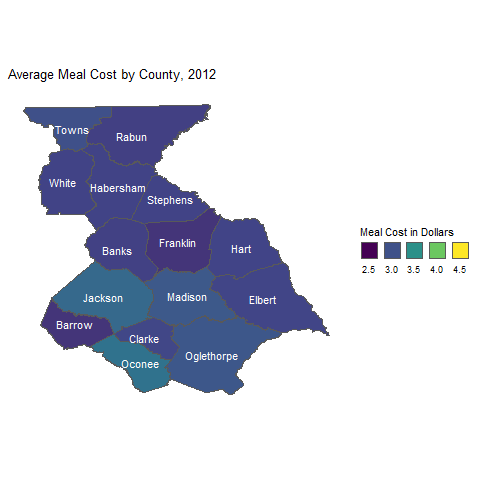 Average Meal Cost by County, 2012
Towns
Rabun
White
Habersham
Stephens
Banks
Franklin
Hart
Jackson
Madison
Elbert
Barrow
Clarke
Oconee
Oglethorpe
Meal Cost in Dollars
2.5 3.0 3.5 4.0 4.5